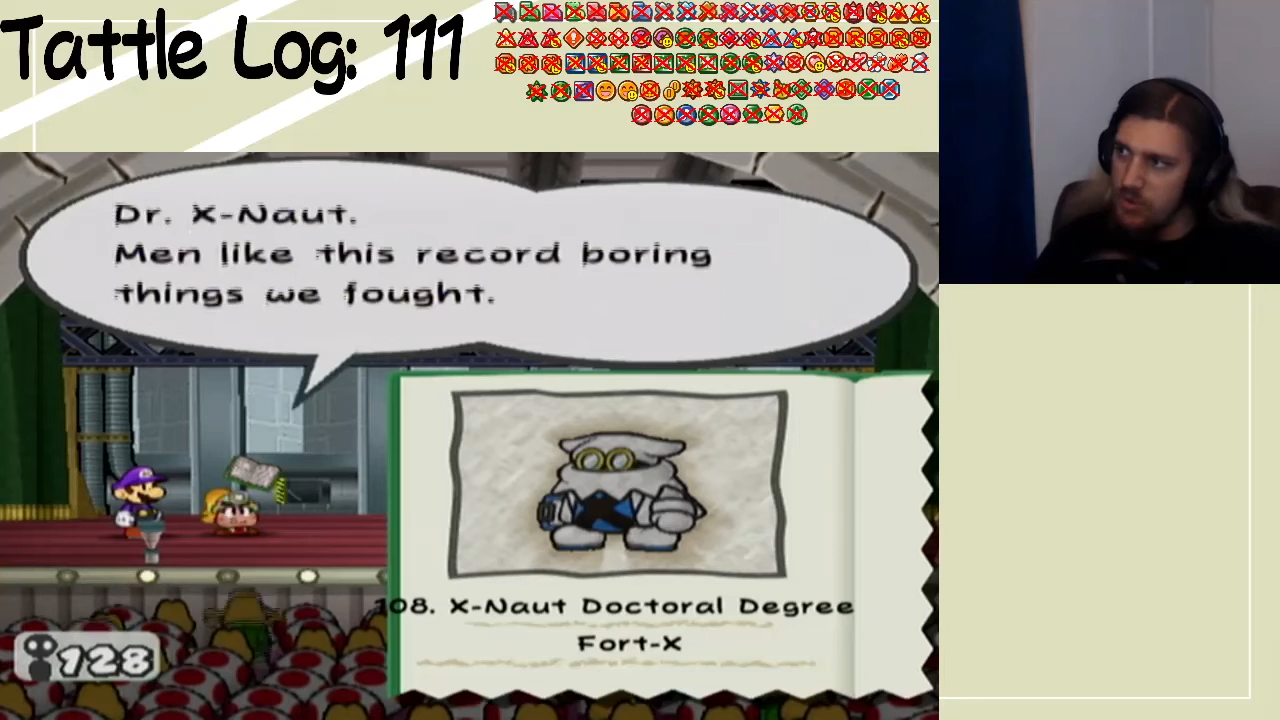 Tattle Log: 111
Dr. X-Naut.
Men like this record boring
things we fought.
108. X-Naut Doctoral Degree
Fort-X
128